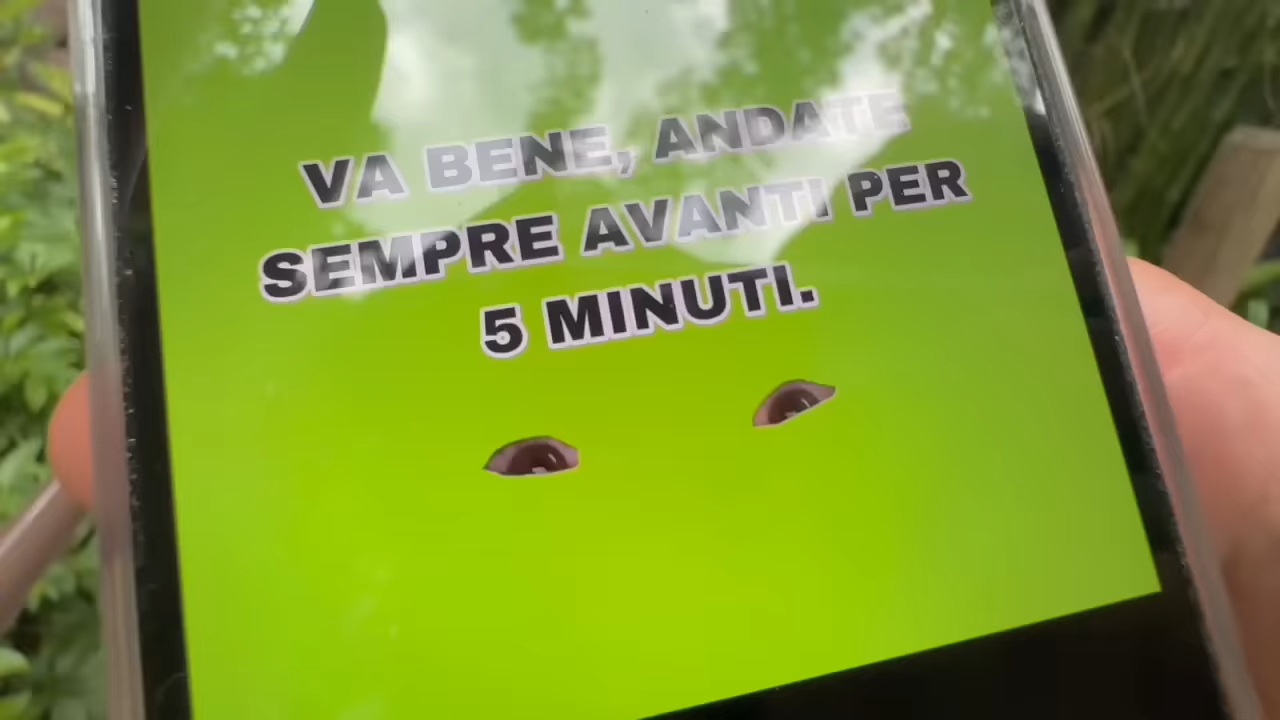 VA BENE, ANDATE
SEMPRE AVANTI PER
5 MINUTI.